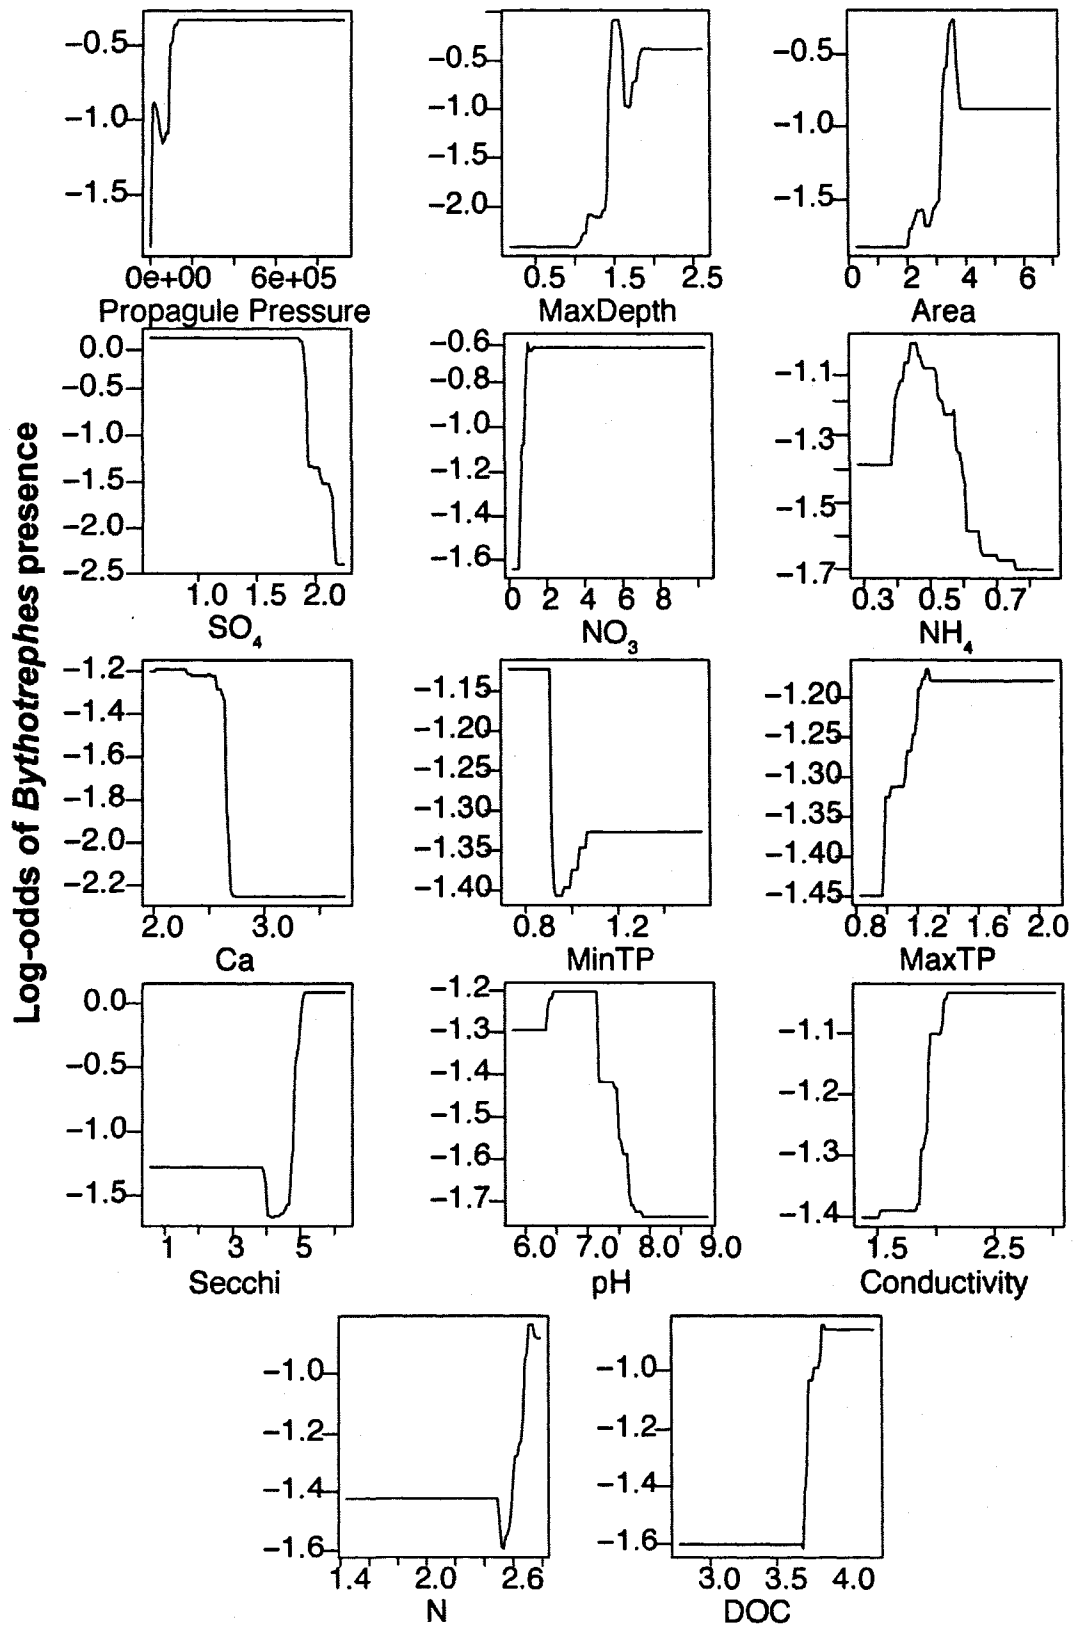 Log-odds of Bythotrephes presence
−0.5
−1.0
−1.5
0e+00 6e+05
Propagule Pressure
−0.5
−1.0
−1.5
−2.0
0.5 1.5 2.5
MaxDepth
−0.5
−1.0
−1.5
0 2 4 6
Area
0.0
−0.5
−1.0
−1.5
−2.0
−2.5
1.0 1.5 2.0
SO₄
−0.6
−0.8
−1.0
−1.2
−1.4
−1.6
0 2 4 6 8
NO₃
−1.1
−1.3
−1.5
−1.7
0.3 0.5 0.7
NH₄
−1.2
−1.4
−1.6
−1.8
−2.0
−2.2
2.0 3.0
Ca
−1.15
−1.20
−1.25
−1.30
−1.35
−1.40
0.8 1.2
MinTP
−1.20
−1.25
−1.30
−1.35
−1.40
−1.45
0.8 1.2 1.6 2.0
MaxTP
0.0
−0.5
−1.0
−1.5
1 3 5
Secchi
−1.2
−1.3
−1.4
−1.5
−1.6
−1.7
6.0 7.0 8.0 9.0
pH
−1.1
−1.2
−1.3
−1.4
1.5 2.5
Conductivity
−1.0
−1.2
−1.4
−1.6
1.4 2.0 2.6
N
−1.0
−1.2
−1.4
−1.6
3.0 3.5 4.0
DOC